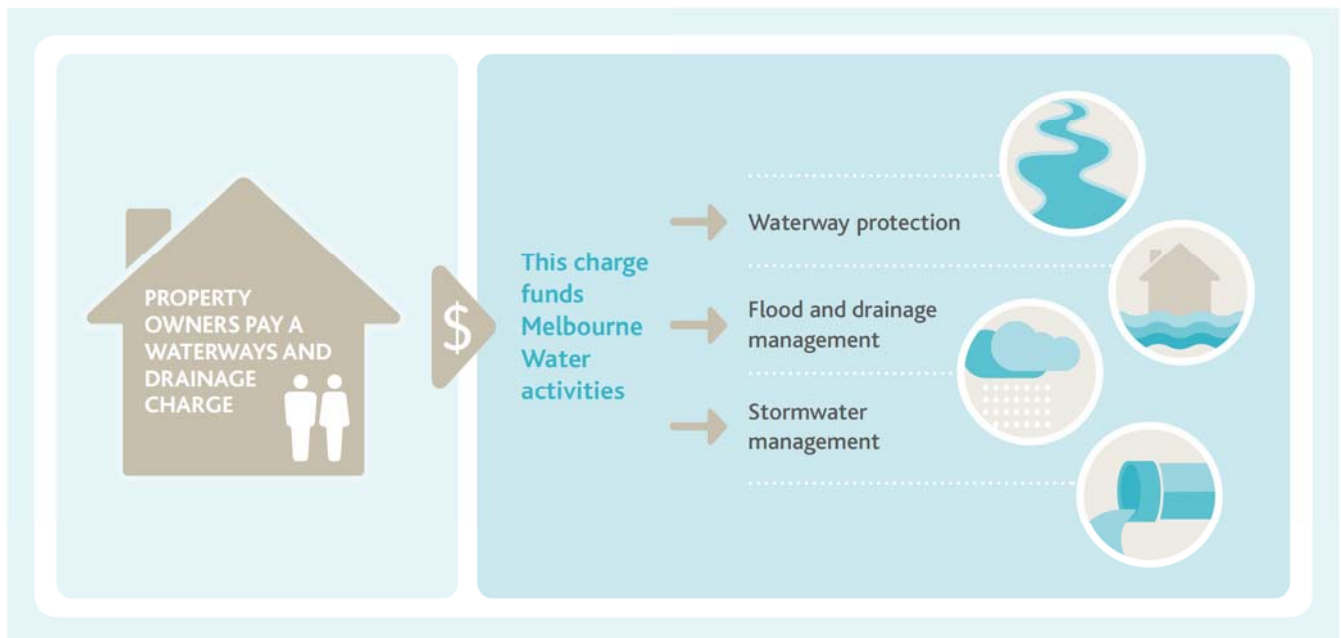 PROPERTY
OWNERS PAY A
WATERWAYS AND
DRAINAGE
CHARGE
$
This charge
funds
Melbourne
Water
activities
Waterway protection
Flood and drainage
management
Stormwater
management